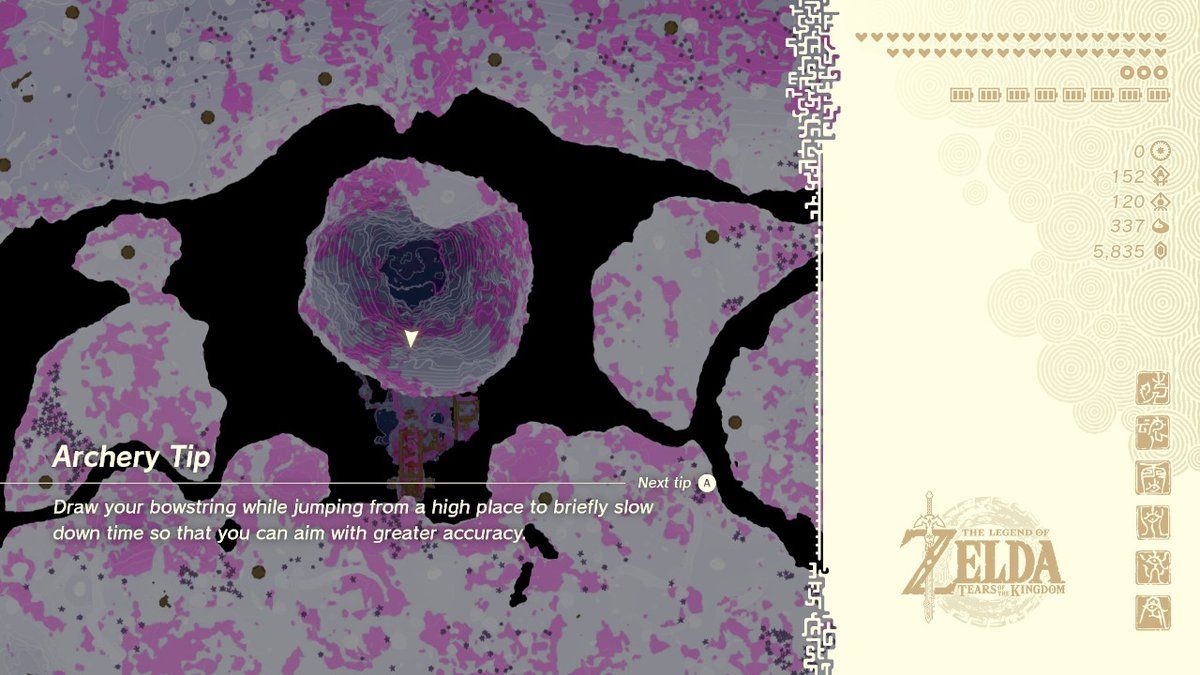 0
152
120
337
5,835
Archery Tip
Next tip A
Draw your bowstring while jumping from a high place to briefly slow
down time so that you can aim with greater accuracy.
THE LEGEND OF
ZELDA
TEARS OF THE KINGDOM